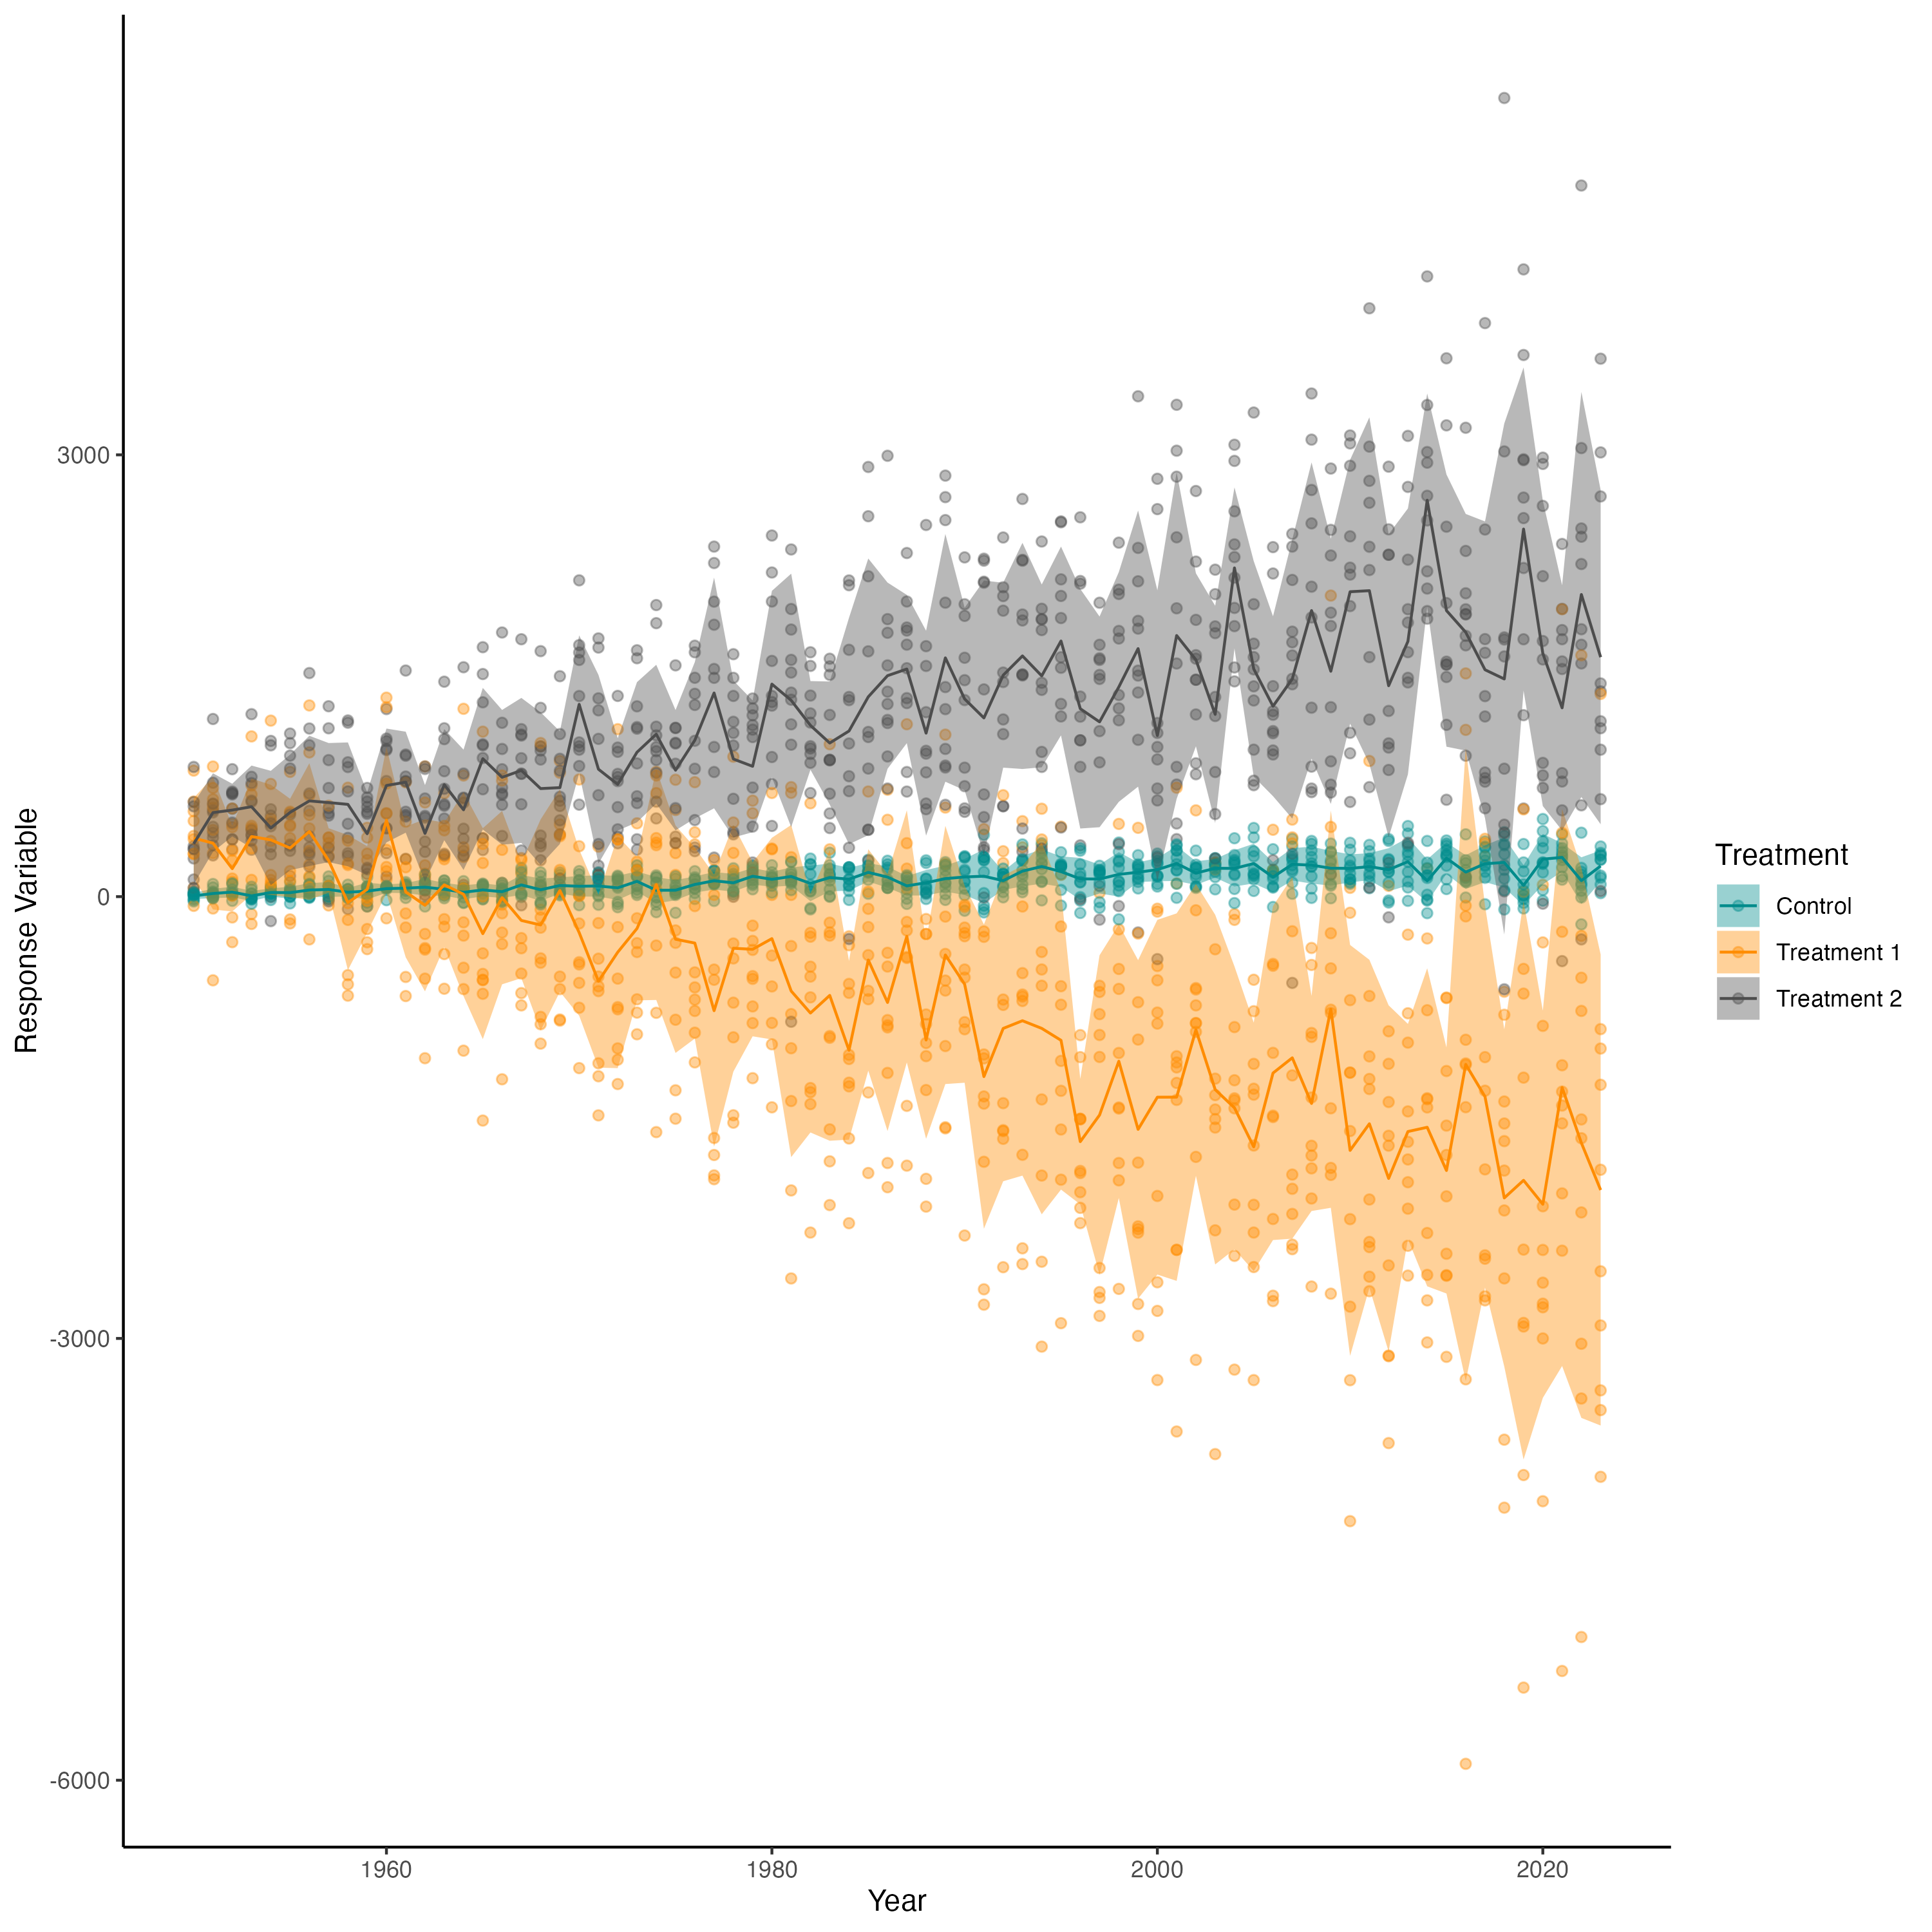 Response Variable
3000
0
-3000
-6000
1960
1980
2000
2020
Year
Treatment
Control
Treatment 1
Treatment 2